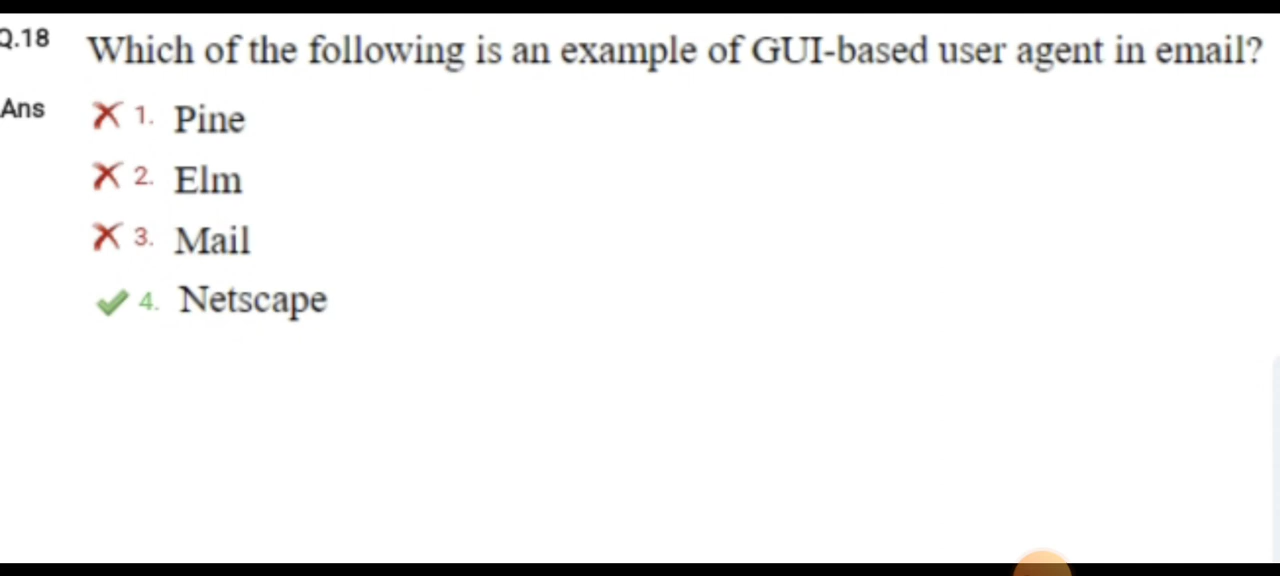 Q.18 Which of the following is an example of GUI-based user agent in email?
Ans 1. Pine
2. Elm
3. Mail
4. Netscape